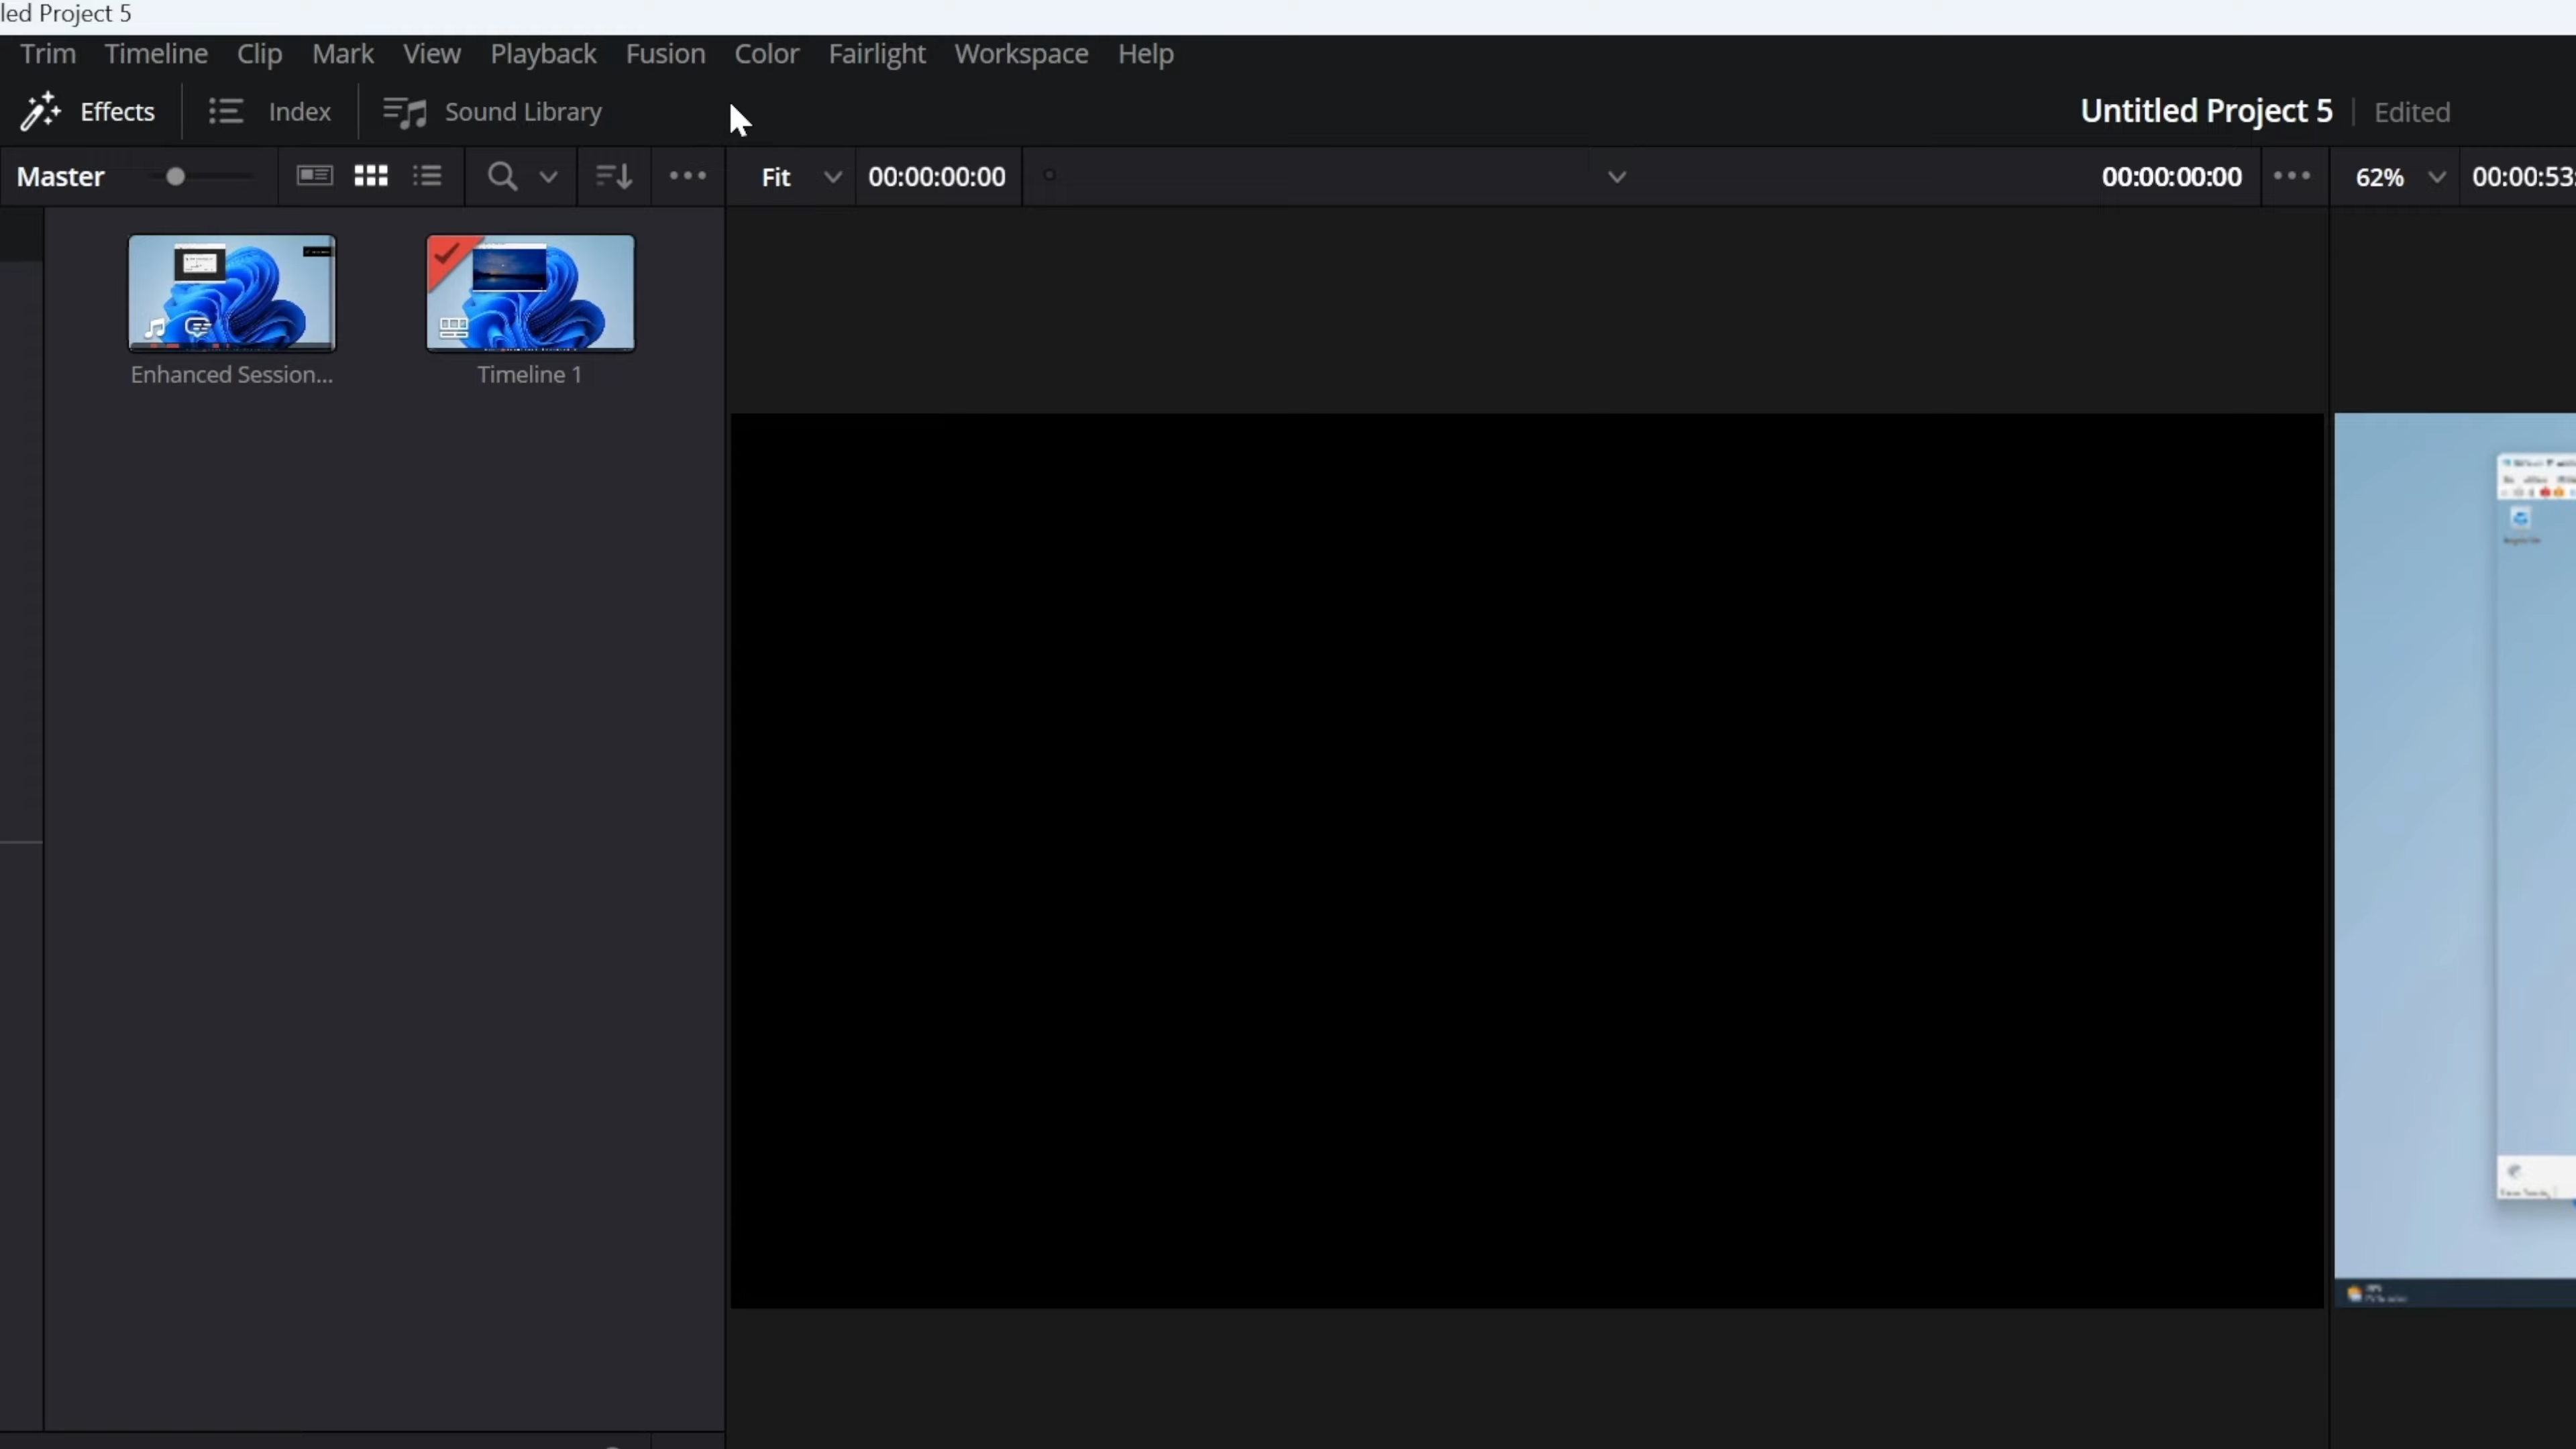 led Project 5
Trim Timeline Clip Mark View Playback Fusion Color Fairlight Workspace Help
Effects Index Sound Library Untitled Project 5 Edited
Master Fit 00:00:00:00 00:00:00:00 62% 00:00:53:
Enhanced Session... Timeline 1